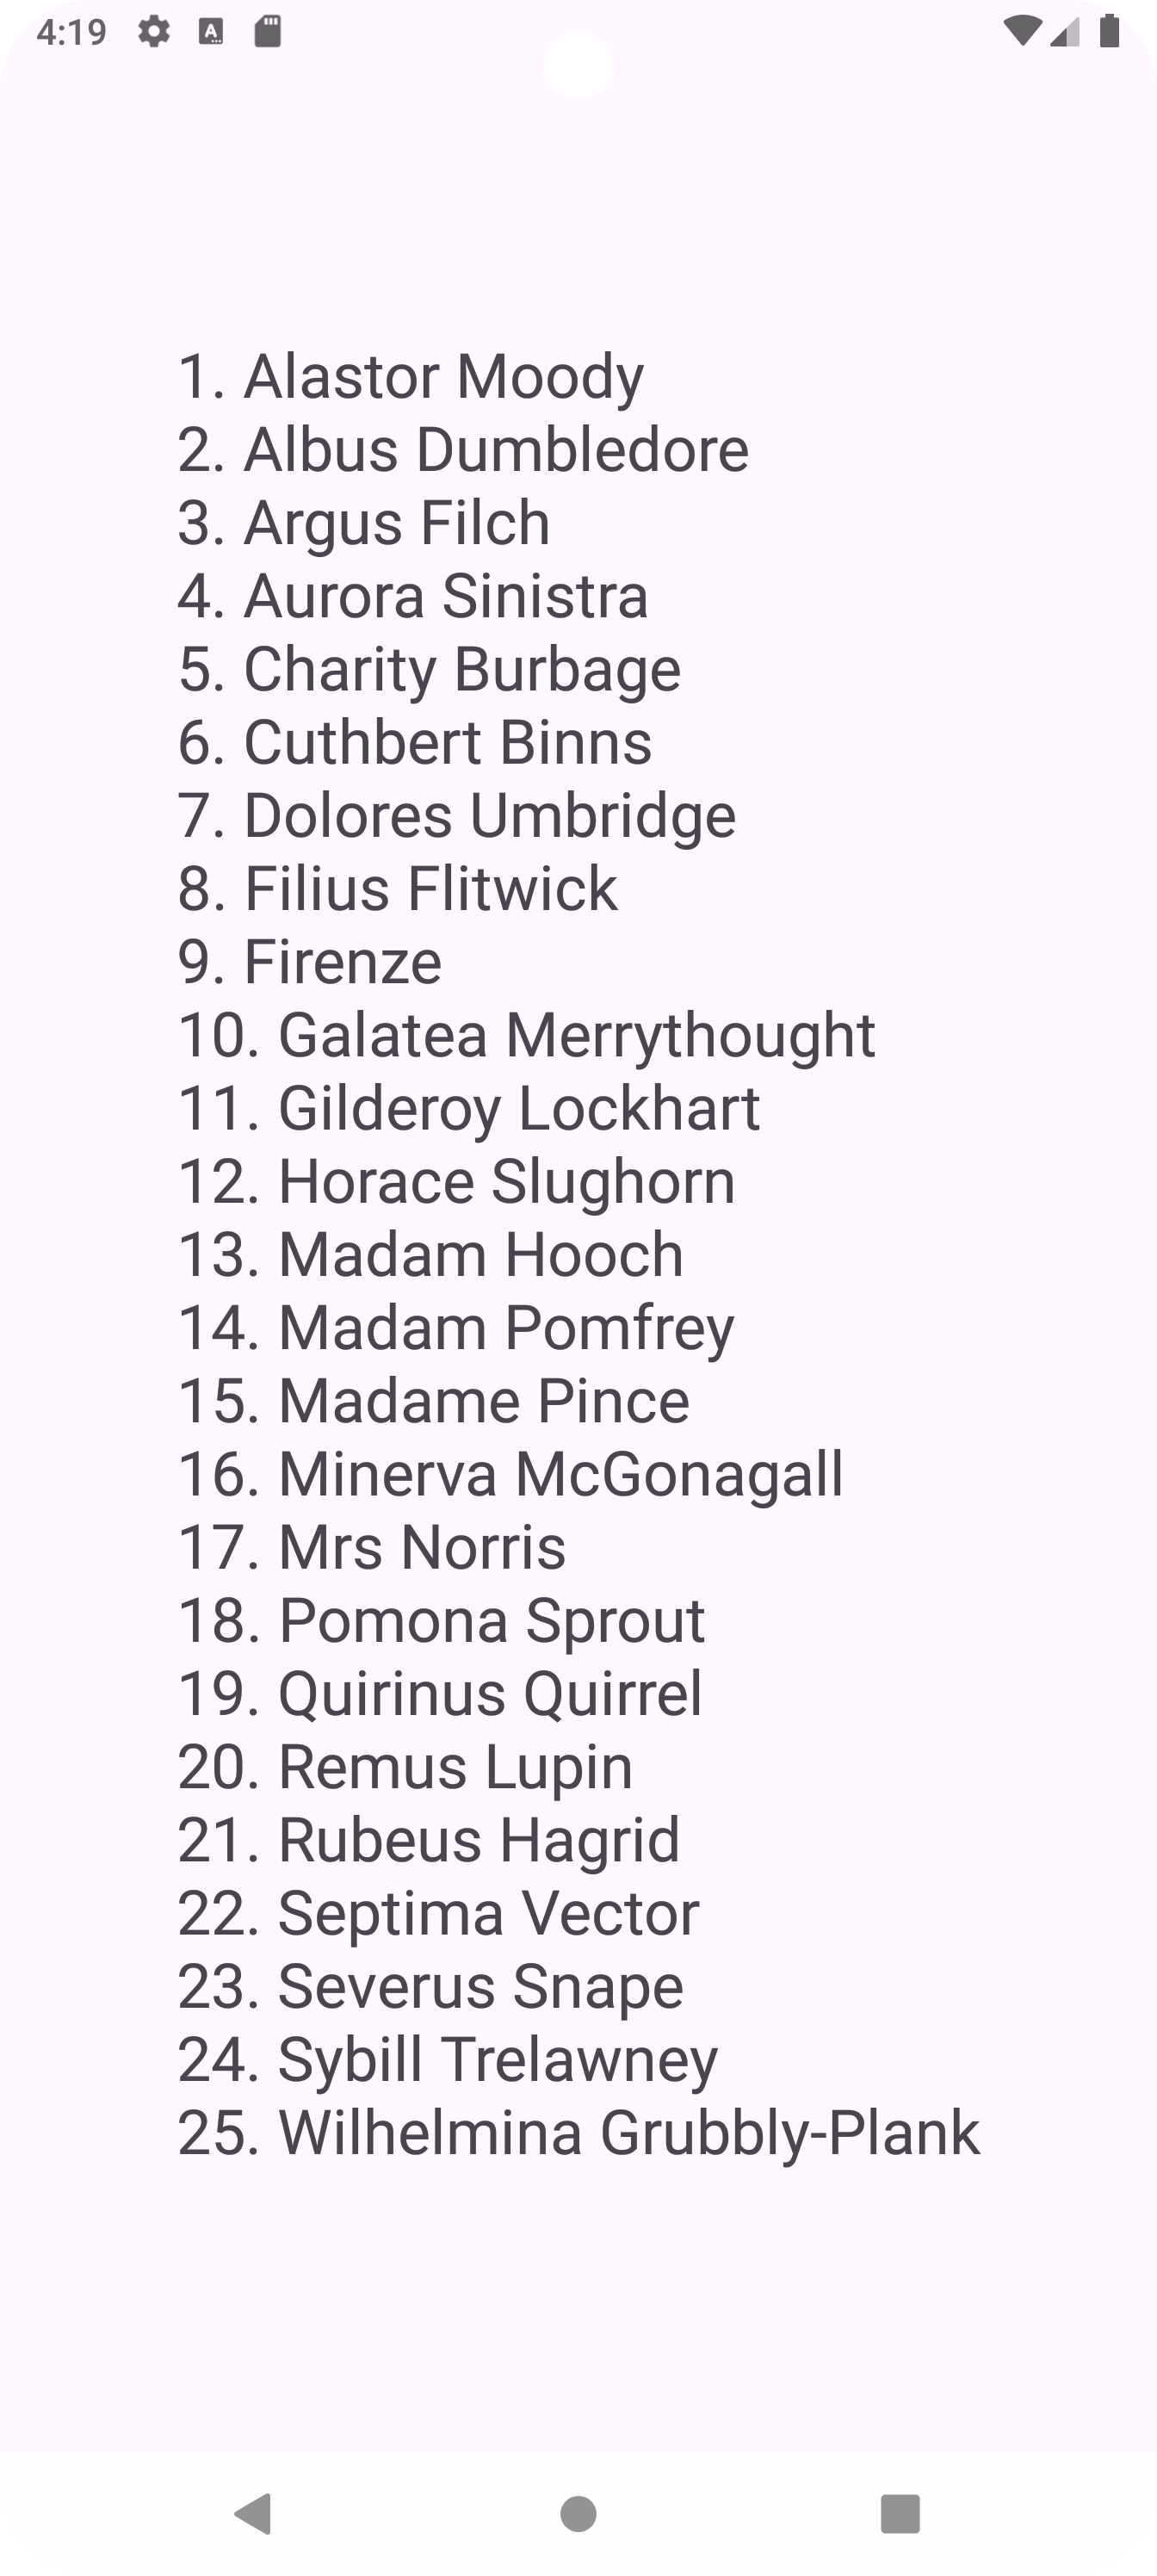 4:19
1. Alastor Moody
2. Albus Dumbledore
3. Argus Filch
4. Aurora Sinistra
5. Charity Burbage
6. Cuthbert Binns
7. Dolores Umbridge
8. Filius Flitwick
9. Firenze
10. Galatea Merrythought
11. Gilderoy Lockhart
12. Horace Slughorn
13. Madam Hooch
14. Madam Pomfrey
15. Madame Pince
16. Minerva McGonagall
17. Mrs Norris
18. Pomona Sprout
19. Quirinus Quirrel
20. Remus Lupin
21. Rubeus Hagrid
22. Septima Vector
23. Severus Snape
24. Sybill Trelawney
25. Wilhelmina Grubbly-Plank